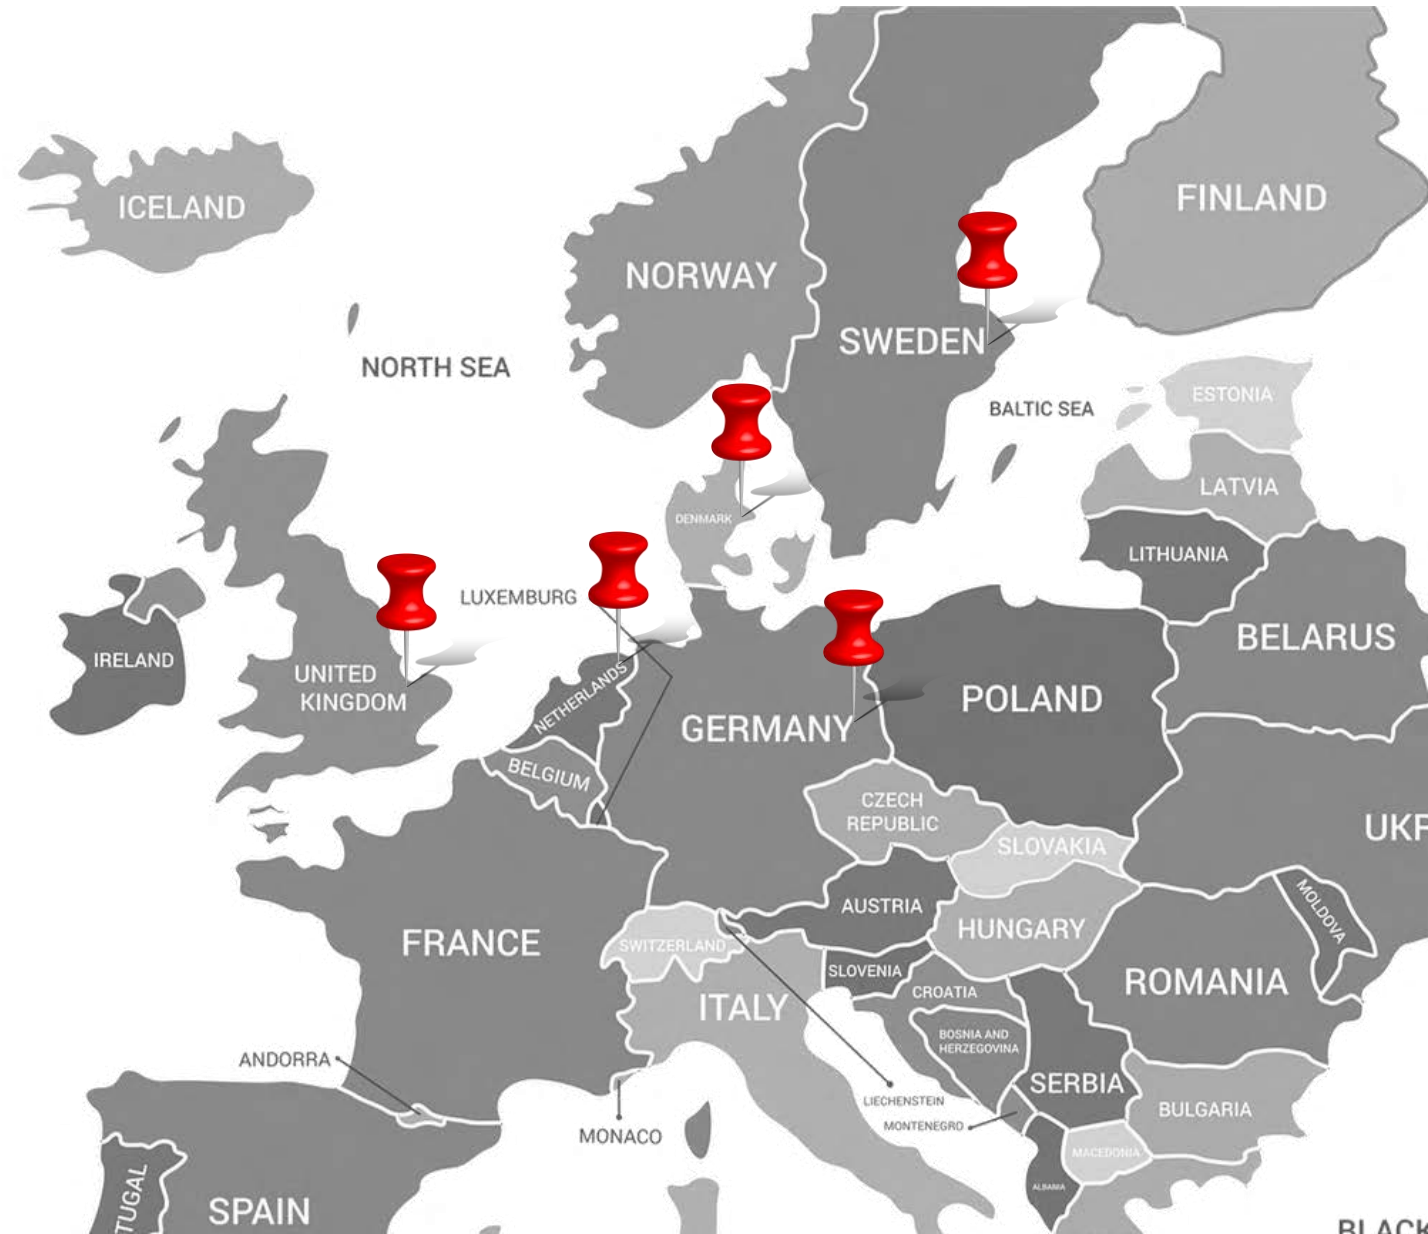 ICELAND
FINLAND
NORWAY
SWEDEN
NORTH SEA
BALTIC SEA
ESTONIA
LATVIA
DENMARK
LITHUANIA
LUXEMBURG
BELARUS
IRELAND
UNITED
KINGDOM
NETHERLANDS
POLAND
GERMANY
BELGIUM
CZECH
REPUBLIC
UKR
SLOVAKIA
AUSTRIA
MOLDOVA
HUNGARY
FRANCE
SWITZERLAND
SLOVENIA
ROMANIA
CROATIA
ITALY
BOSNIA AND
HERZEGOVINA
ANDORRA
SERBIA
LIECHENSTEIN
BULGARIA
MONTENEGRO
MONACO
MACEDONIA
ALBANIA
TUGAL
SPAIN
BLACK